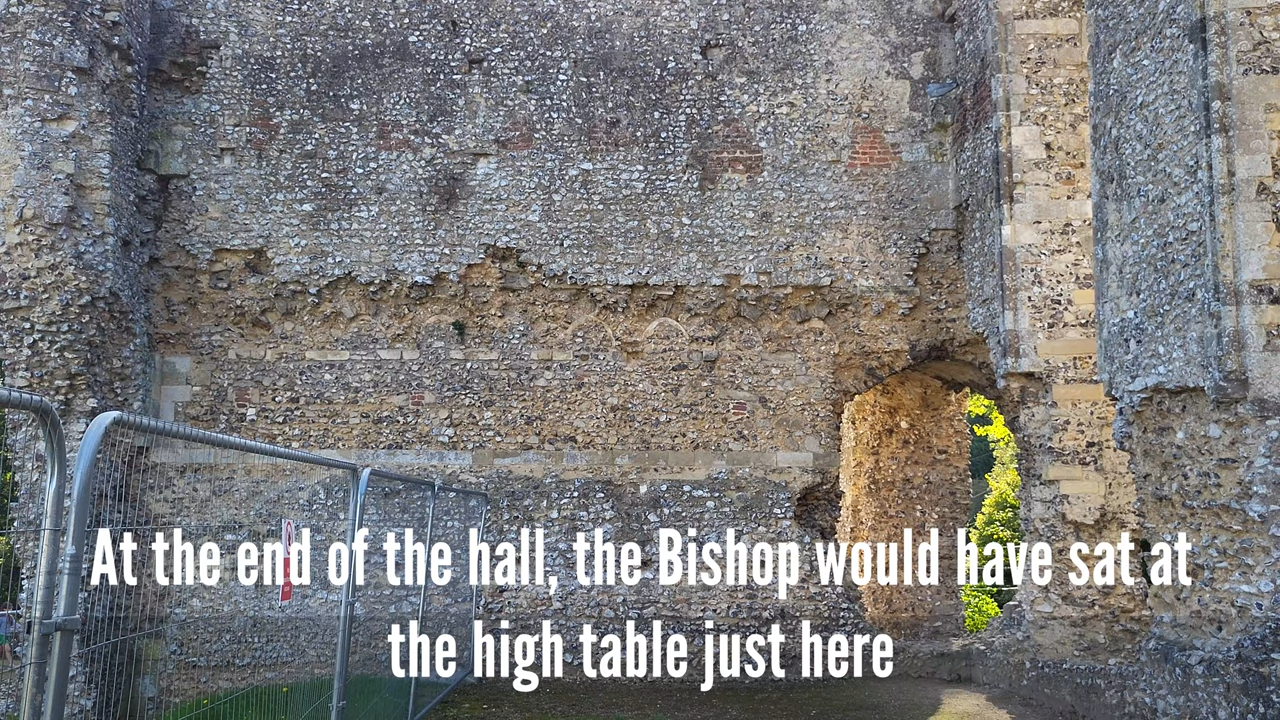 At the end of the hall, the Bishop would have sat at
the high table just here